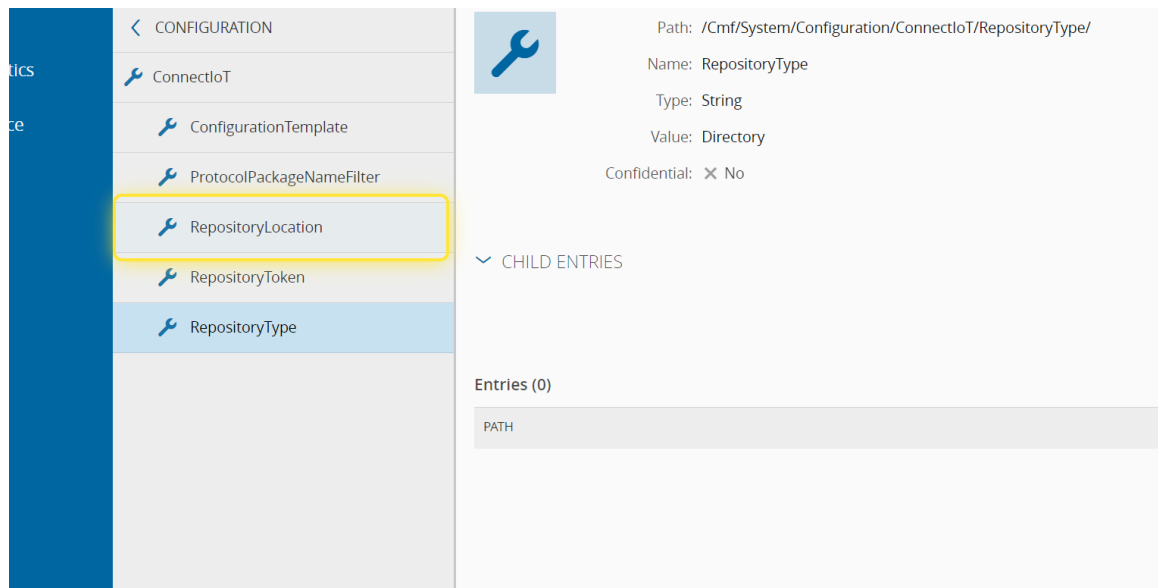 tics
ce
CONFIGURATION
ConnectIoT
ConfigurationTemplate
ProtocolPackageNameFilter
RepositoryLocation
RepositoryToken
RepositoryType
Path: /Cmf/System/Configuration/ConnectIoT/RepositoryType/
Name: RepositoryType
Type: String
Value: Directory
Confidential: No
CHILD ENTRIES
Entries (0)
PATH